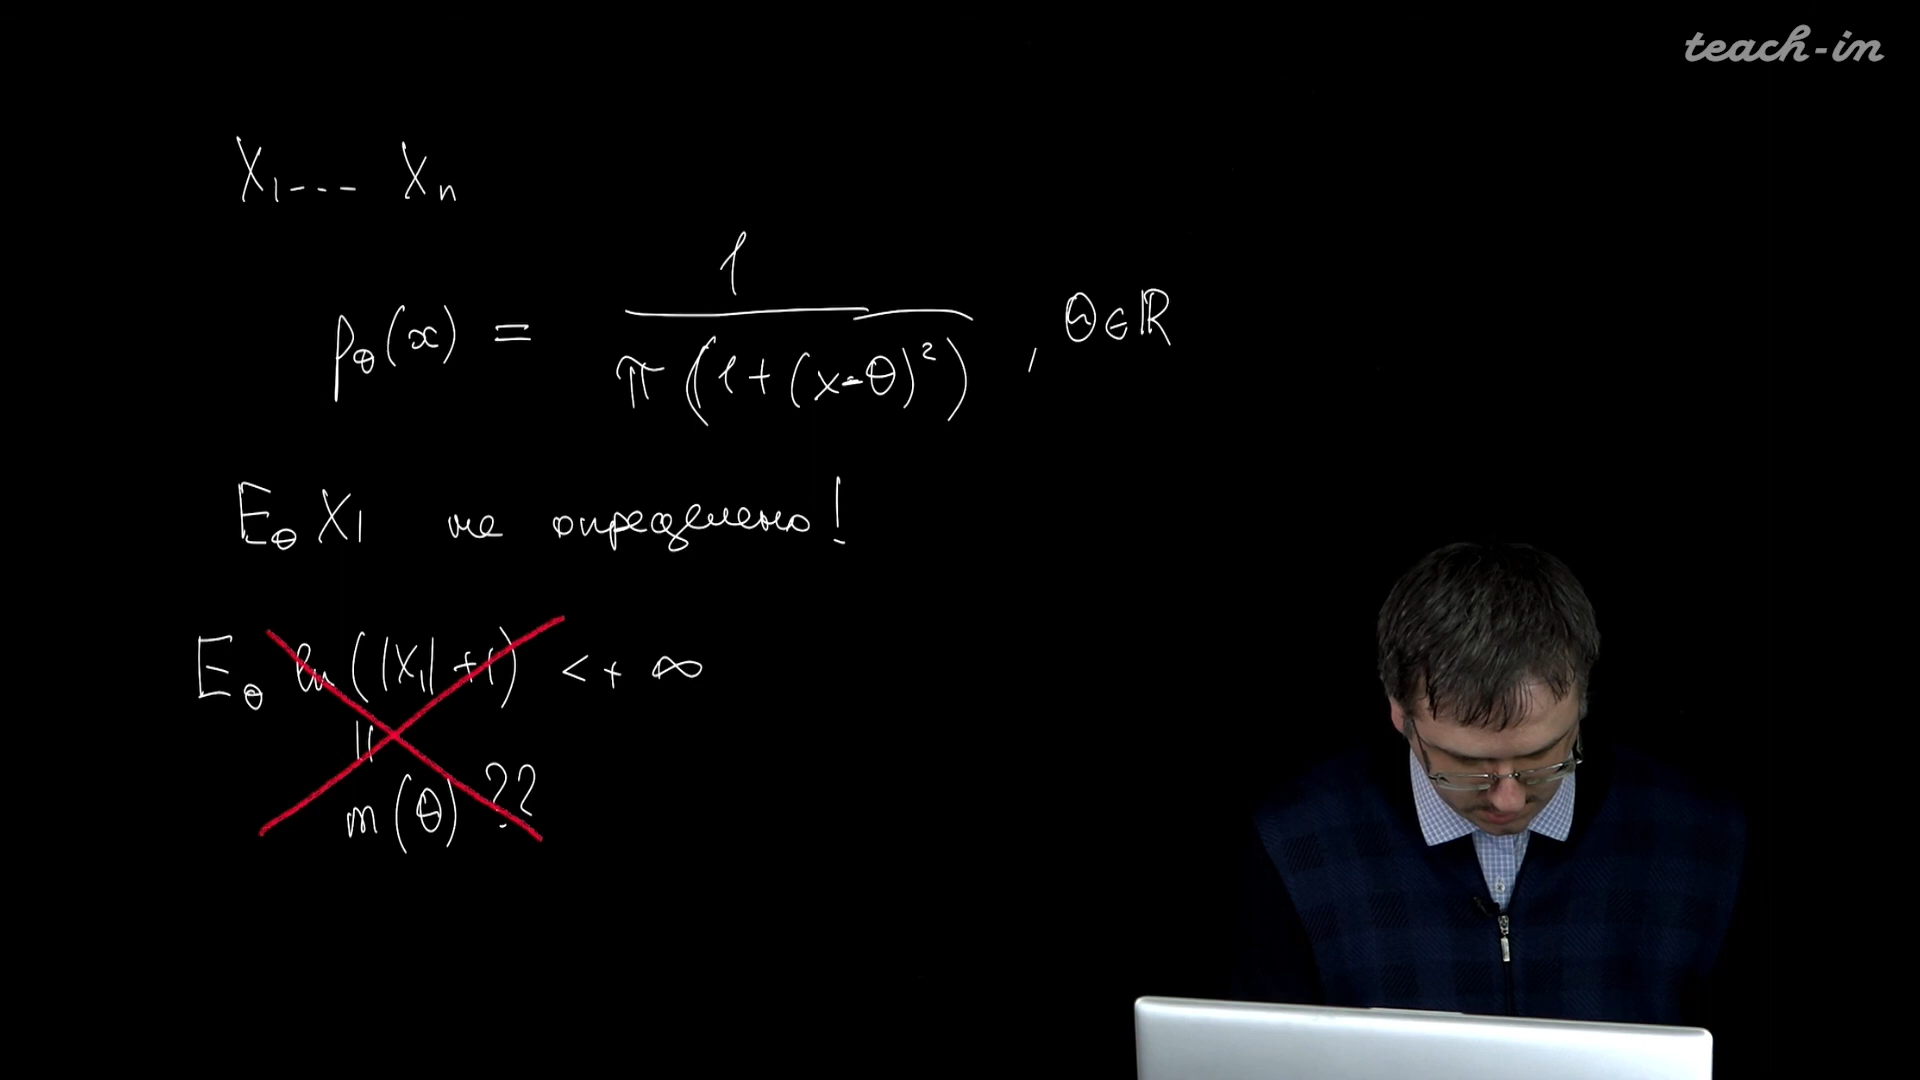 teach-in
X₁--- Xₙ
p_θ(x) = 1 / π(1+(x-θ)²) , θ∈ℝ
E_θ X₁ не определено!
E_θ ln(|X₁|+1) < + ∞
||
m(θ) ??